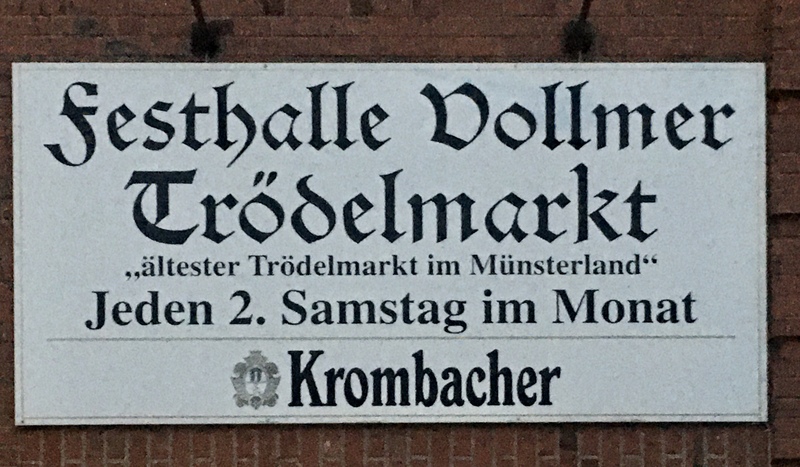 Festhalle Vollmer
Trödelmarkt
„ältester Trödelmarkt im Münsterland“
Jeden 2. Samstag im Monat
Krombacher